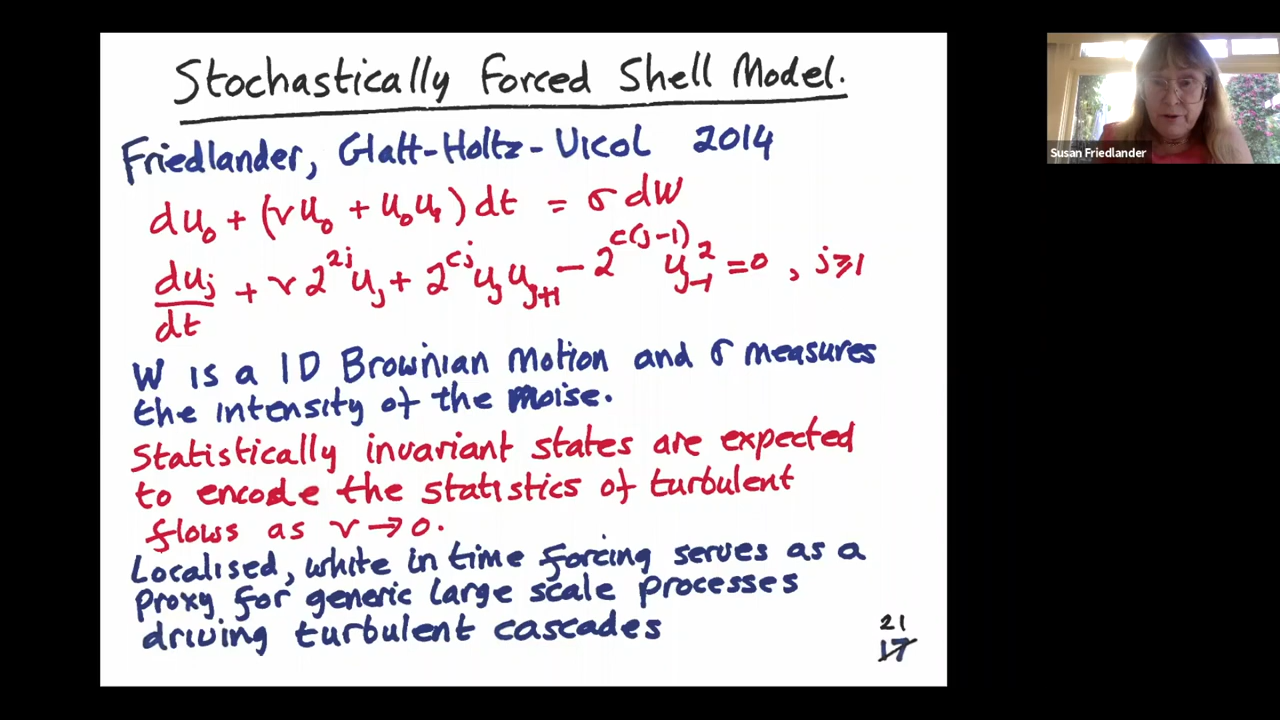 Stochastically Forced Shell Model.
Friedlander, Glatt-Holtz-Vicol 2014
du₀ + (νu₀ + u₀u₁)dt = σdW
duⱼ/dt + ν2^{2j}uⱼ + 2^{cj}uⱼuⱼ₊₁ − 2^{c(j−1)}uⱼ₋₁² = 0, j⩾1
W is a 1D Brownian Motion and σ measures
the intensity of the noise.
Statistically invariant states are expected
to encode the statistics of turbulent
flows as ν→0.
Localised, white in time forcing serves as a
proxy for generic large scale processes
driving turbulent cascades
21
17
Susan Friedlander